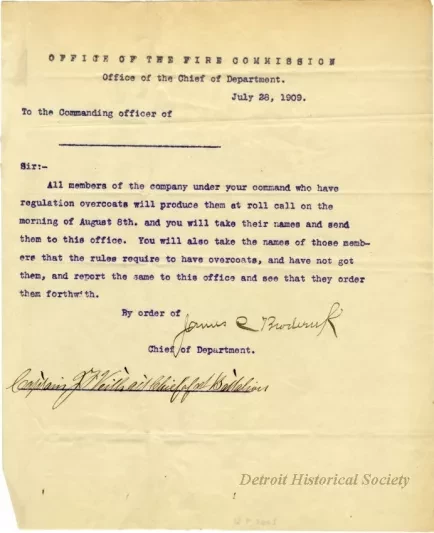 OFFICE OF THE FIRE COMMISSION
Office of the Chief of Department.
July 28, 1909.
To the Commanding officer of
Sir:-
All members of the company under your command who have
regulation overcoats will produce them at roll call on the
morning of August 8th. and you will take their names and send
them to this office. You will also take the names of those memb-
ers that the rules require to have overcoats, and have not got
them, and report the same to this office and see that they order
them forthwith.
By order of
James C Broderick
Chief of Department.
Captain
Detroit Historical Society